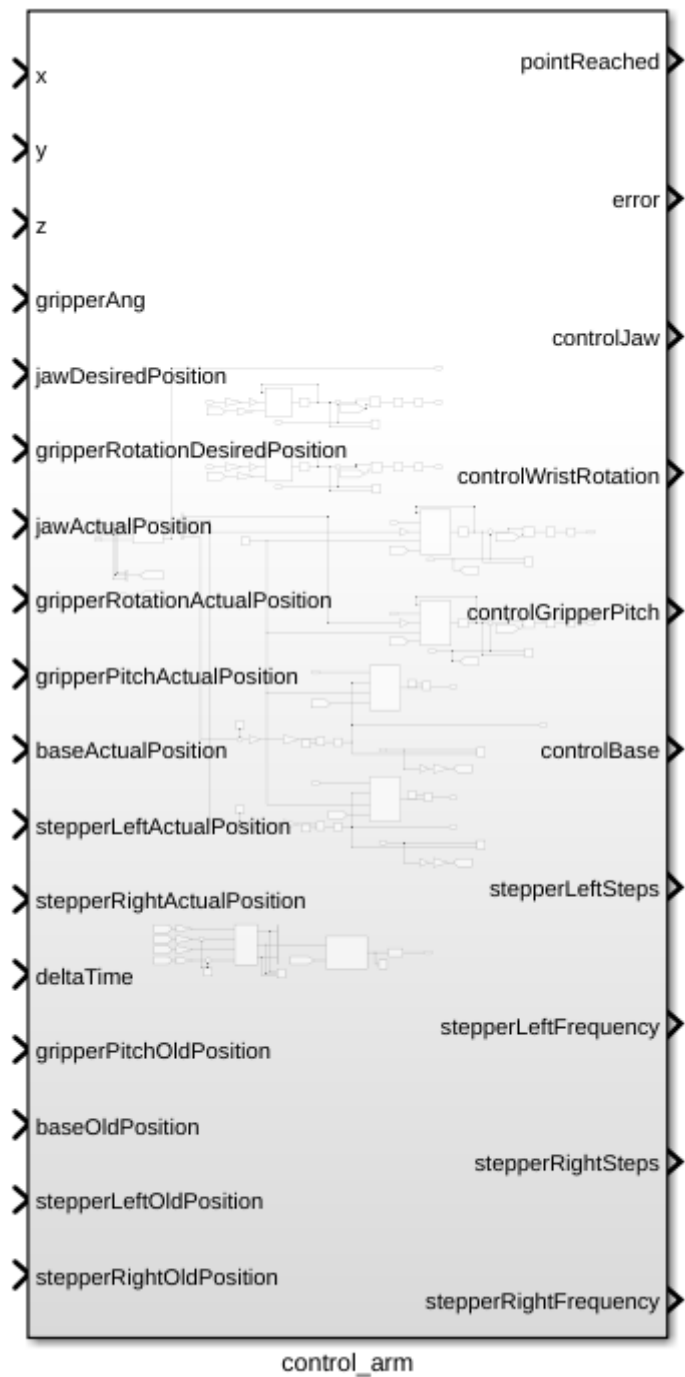 x
y
z
gripperAng
jawDesiredPosition
gripperRotationDesiredPosition
jawActualPosition
gripperRotationActualPosition
gripperPitchActualPosition
baseActualPosition
stepperLeftActualPosition
stepperRightActualPosition
deltaTime
gripperPitchOldPosition
baseOldPosition
stepperLeftOldPosition
stepperRightOldPosition
pointReached
error
controlJaw
controlWristRotation
controlGripperPitch
controlBase
stepperLeftSteps
stepperLeftFrequency
stepperRightSteps
stepperRightFrequency
control_arm